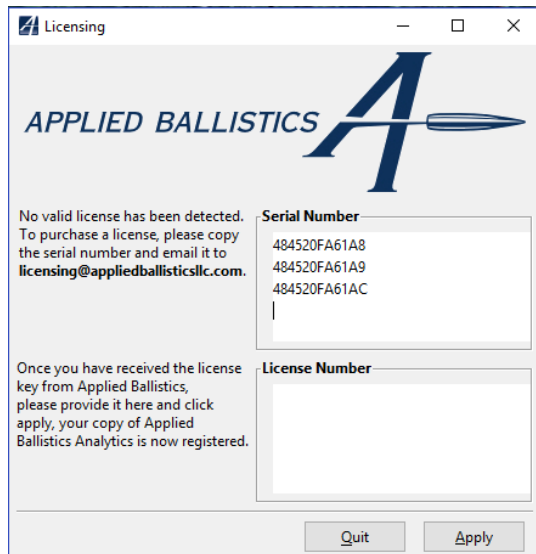 Licensing
APPLIED BALLISTICS
No valid license has been detected.
To purchase a license, please copy
the serial number and email it to
licensing@appliedballisticsllc.com.
Serial Number
484520FA61A8
484520FA61A9
484520FA61AC
Once you have received the license
key from Applied Ballistics,
please provide it here and click
apply, your copy of Applied
Ballistics Analytics is now registered.
License Number
Quit
Apply